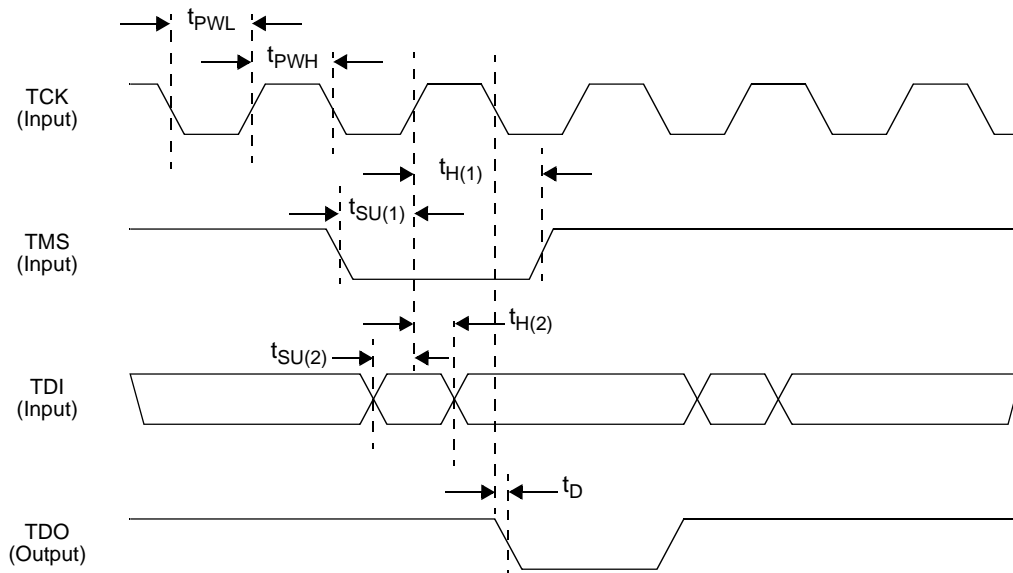 tPWL
tPWH
TCK
(Input)
tH(1)
tSU(1)
TMS
(Input)
tH(2)
tSU(2)
TDI
(Input)
tD
TDO
(Output)